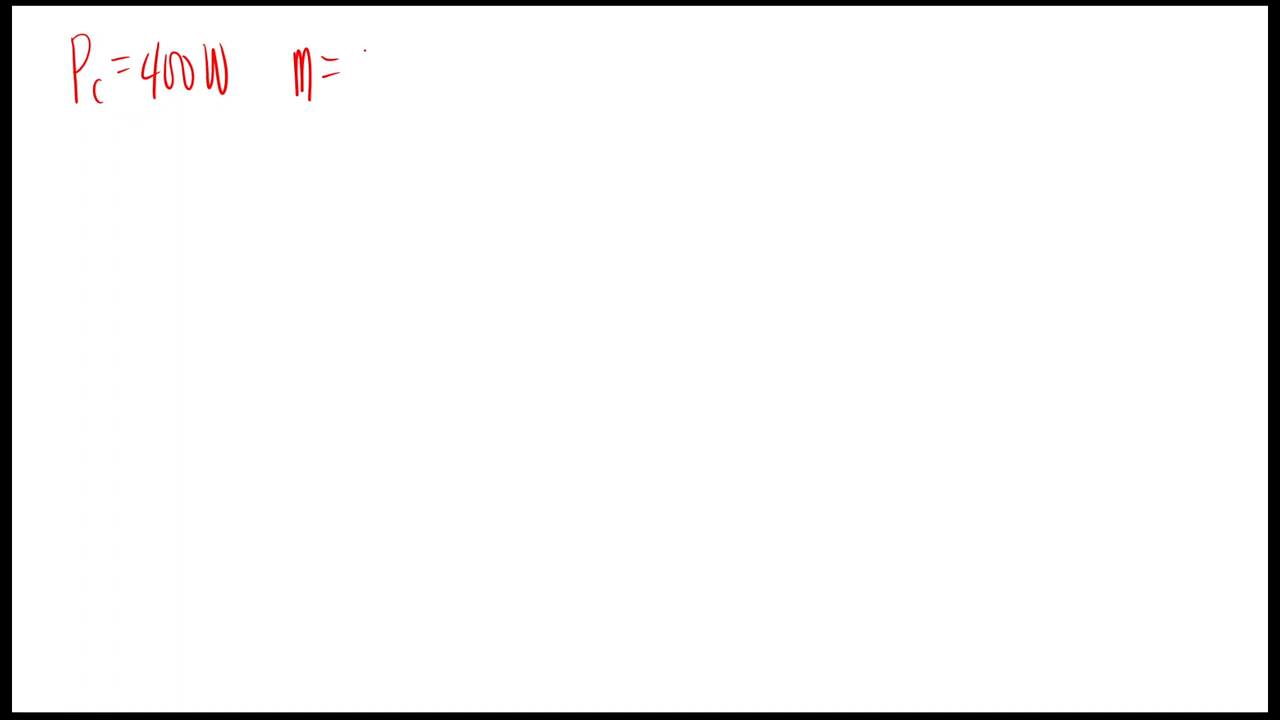 Pc = 400W m =